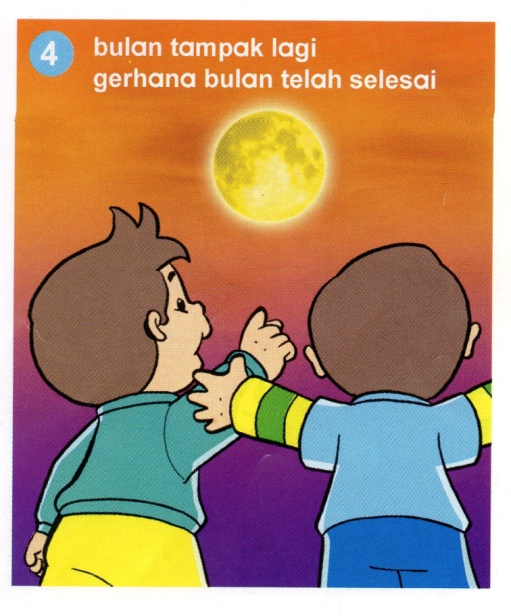 4
bulan tampak lagi
gerhana bulan telah selesai